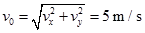 v₀ = √(vₓ² + v_y²) = 5 m / s